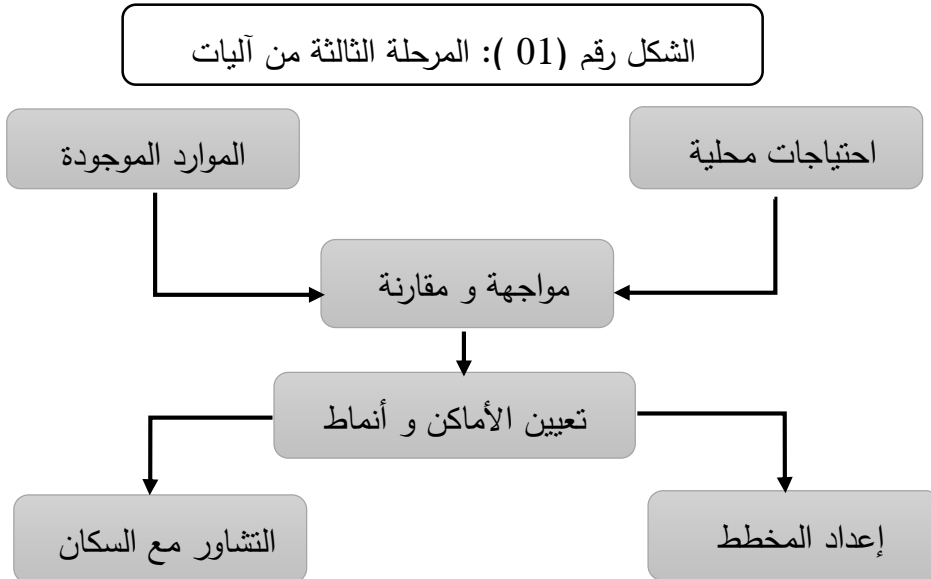 الشكل رقم (01 ): المرحلة الثالثة من آليات
احتياجات محلية
الموارد الموجودة
مواجهة و مقارنة
تعيين الأماكن و أنماط
إعداد المخطط
التشاور مع السكان